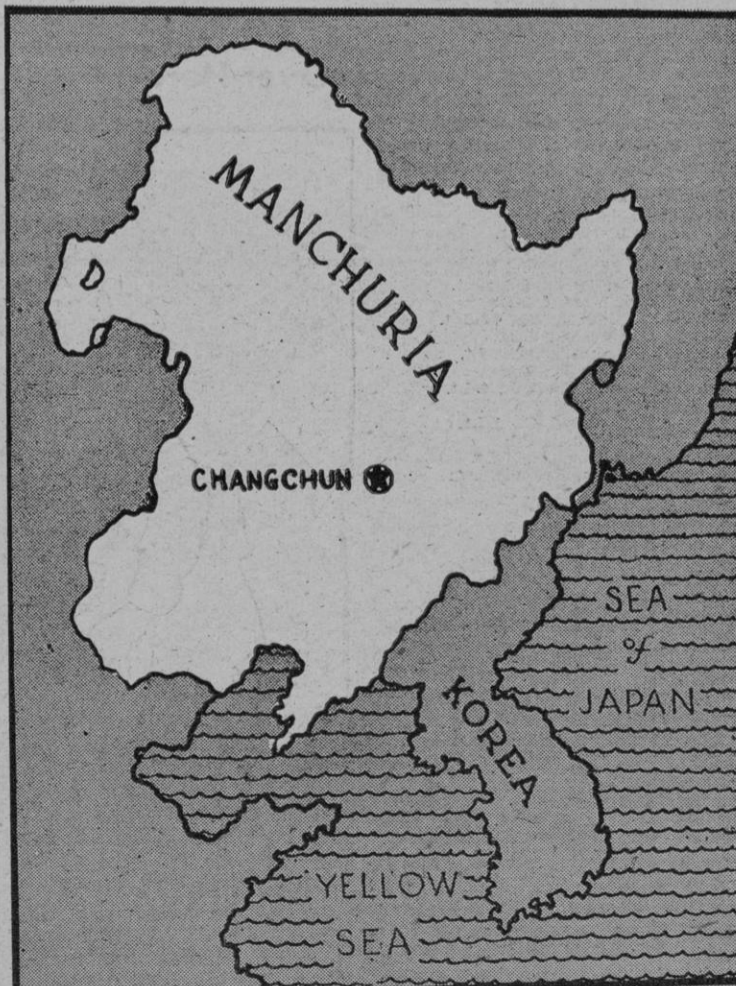 MANCHURIA
CHANGCHUN
SEA
of
JAPAN
KOREA
YELLOW
SEA